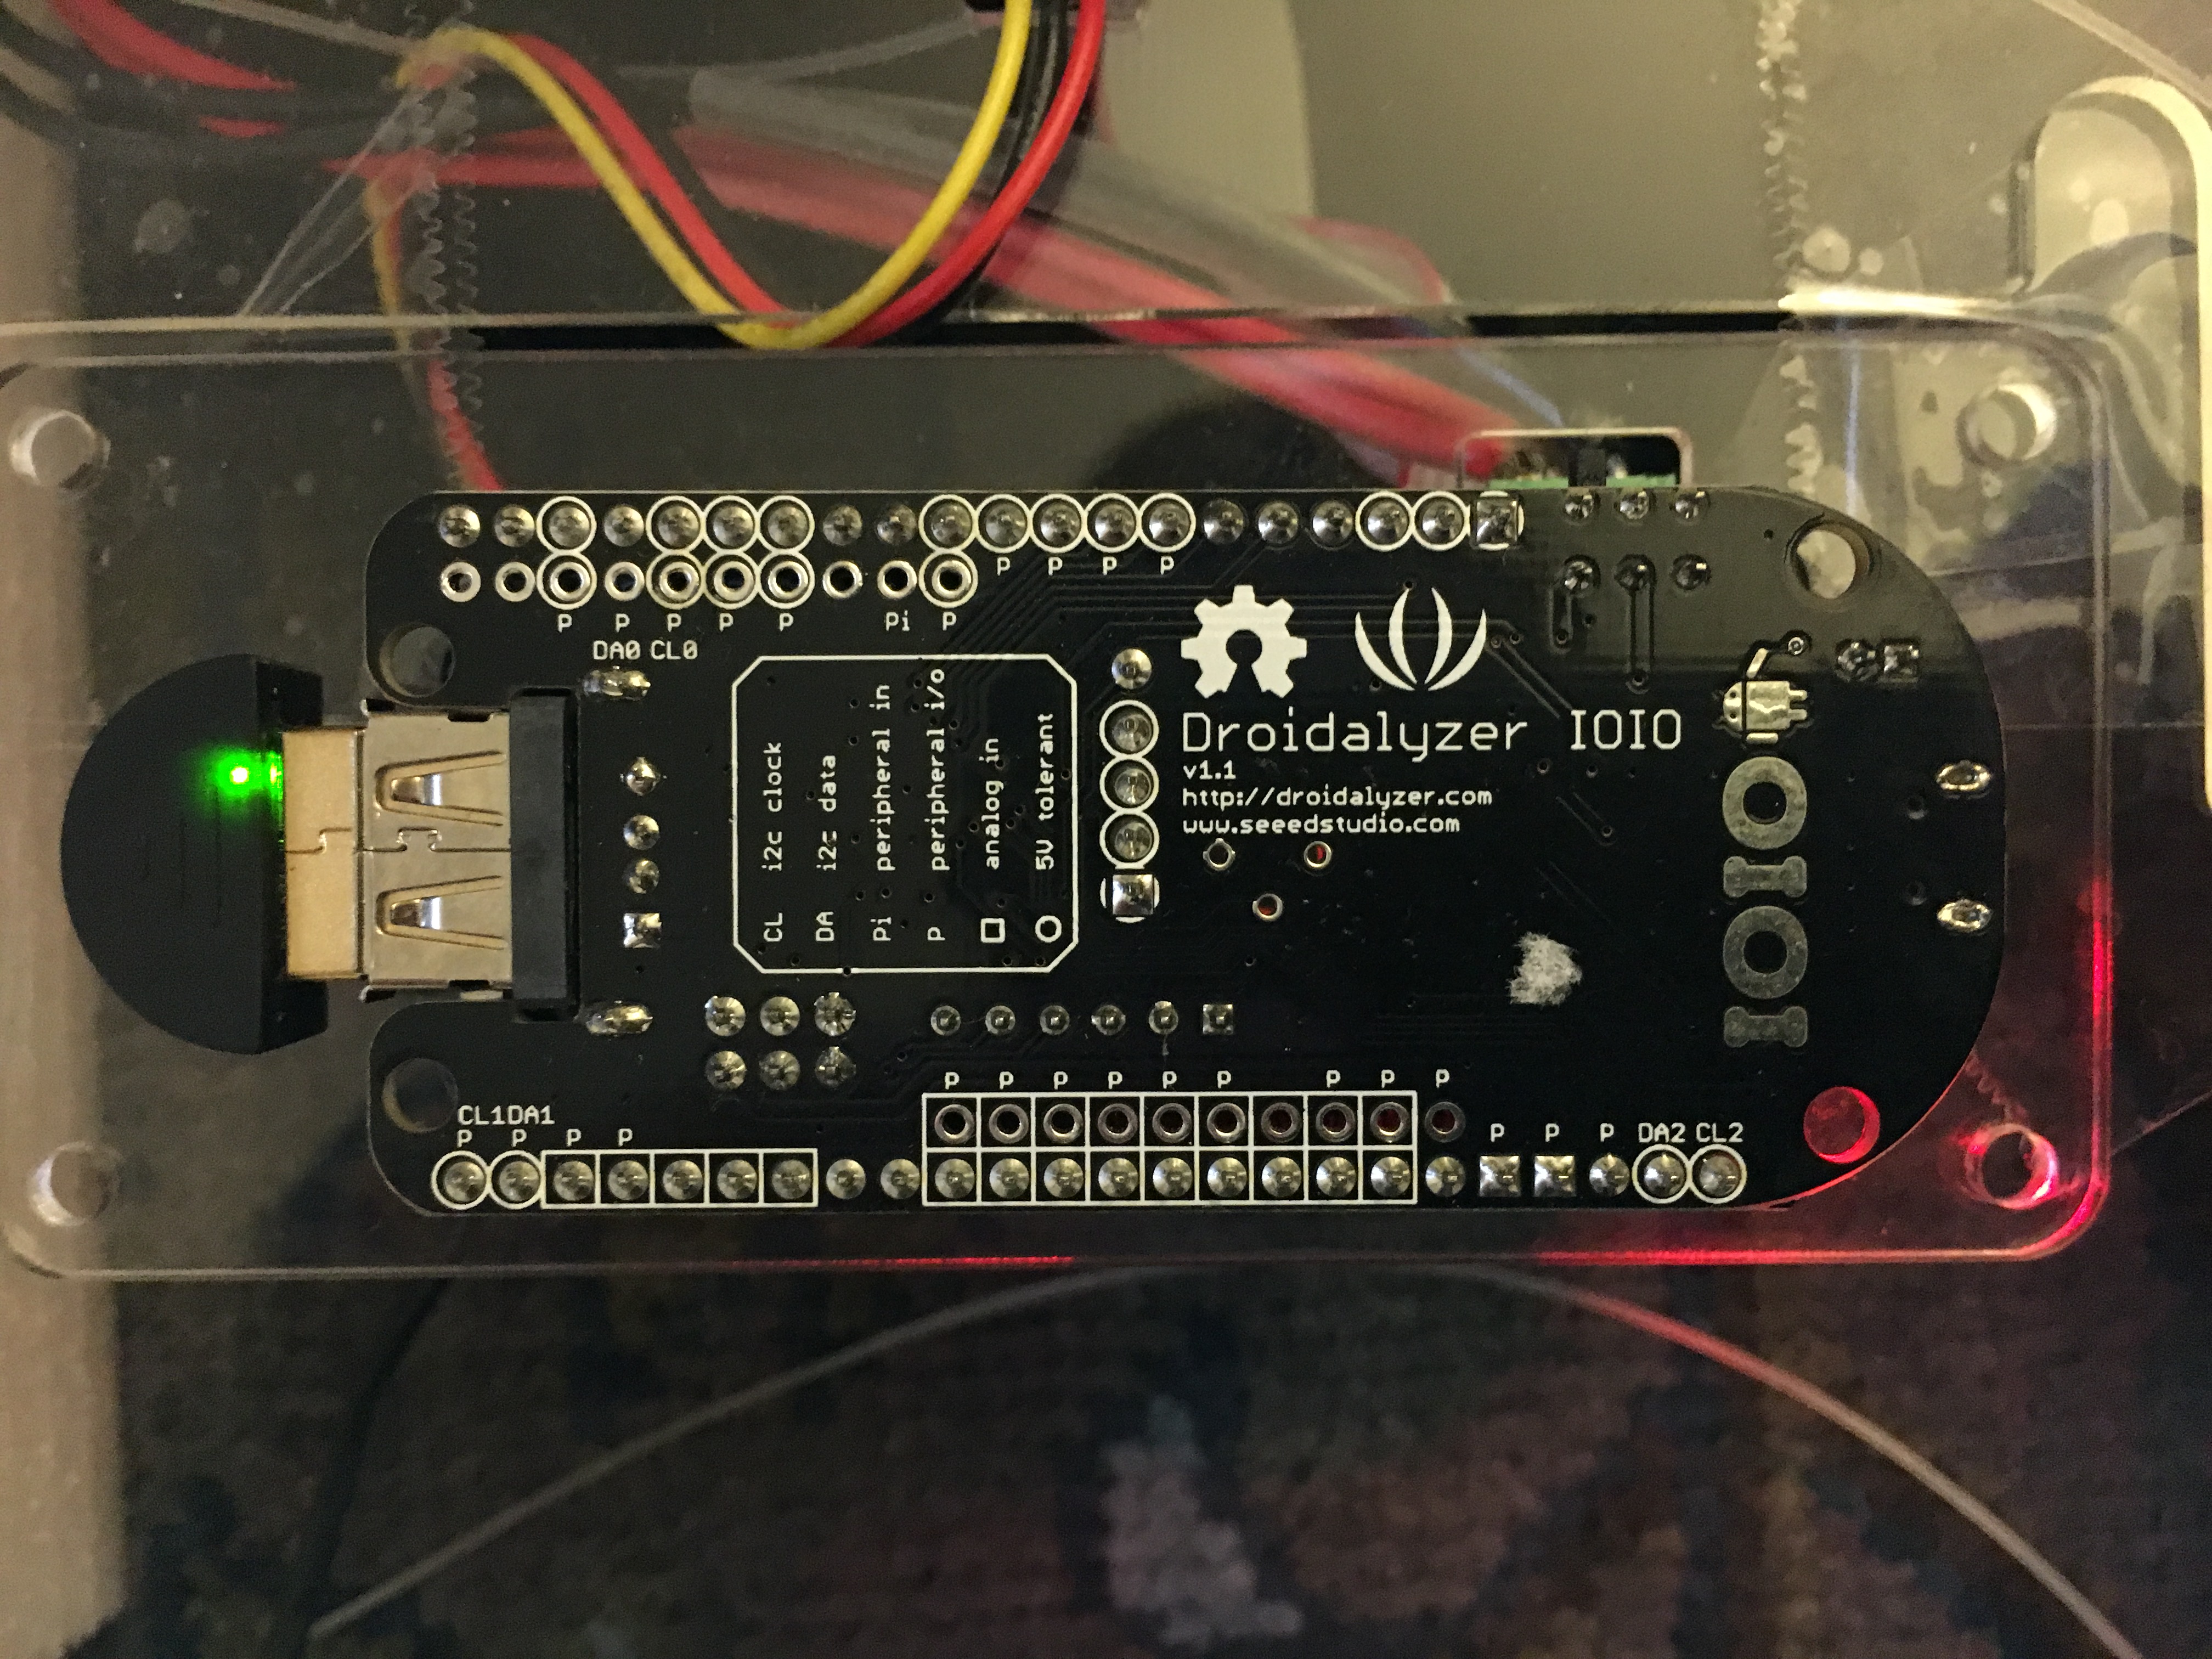 CL2 DA2 P P P
P P P P P P P P P
P P P P
CL1DA1
IOIO
www.seeedstudio.com
http://droidalyzer.com
v1.1
Droidalyzer
IOIO
CL i2c clock
DA i2c data
Pi peripheral in
P peripheral i/o
analog in
5V tolerant
DA0 CL0
P Pi P P P P P
P P P P